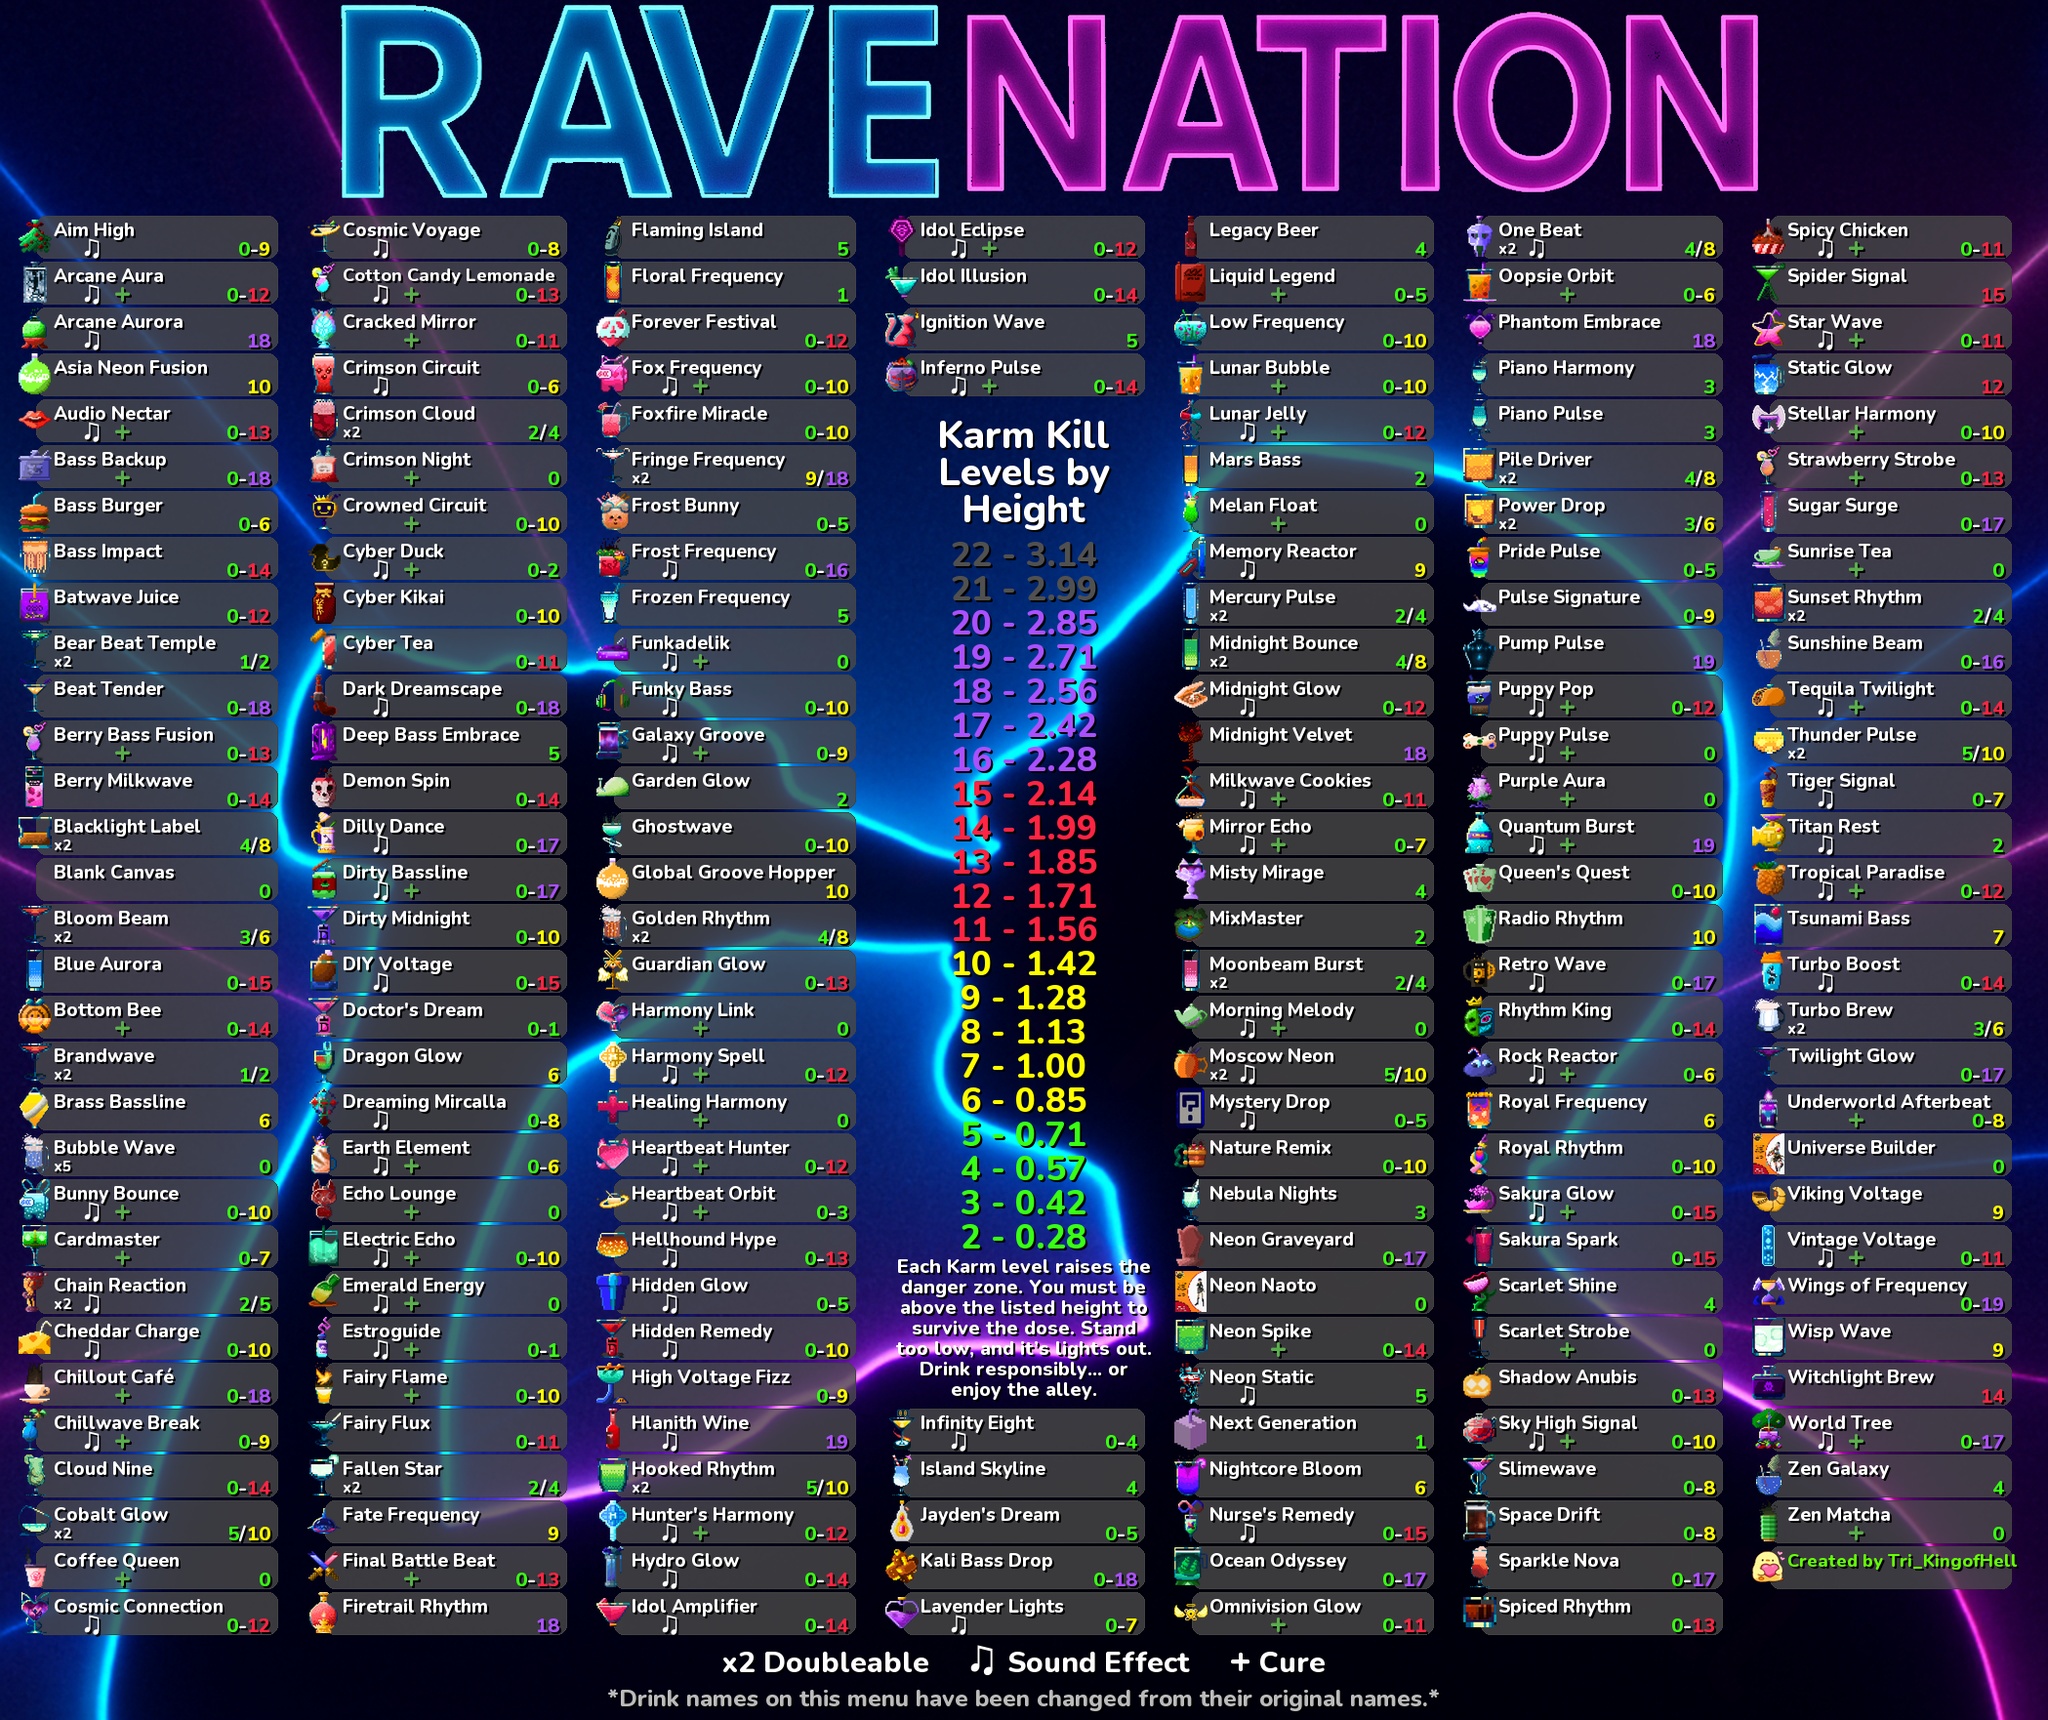 RAVENATION
Aim High
♫ 0-9
Arcane Aura
♫ + 0-12
Arcane Aurora
♫ 18
Asia Neon Fusion
10
Audio Nectar
♫ + 0-13
Bass Backup
+ 0-18
Bass Burger
0-6
Bass Impact
0-14
Batwave Juice
0-12
Bear Beat Temple
x2 1/2
Beat Tender
0-18
Berry Bass Fusion
+ 0-13
Berry Milkwave
0-14
Blacklight Label
x2 4/8
Blank Canvas
0
Bloom Beam
x2 3/6
Blue Aurora
0-15
Bottom Bee
+ 0-14
Brandwave
x2 1/2
Brass Bassline
6
Bubble Wave
x5 0
Bunny Bounce
♫ + 0-10
Cardmaster
+ 0-7
Chain Reaction
x2 ♫ 2/5
Cheddar Charge
♫ 0-10
Chillout Café
+ 0-18
Chillwave Break
♫ + 0-9
Cloud Nine
0-14
Cobalt Glow
x2 5/10
Coffee Queen
+ 0
Cosmic Connection
♫ 0-12
Cosmic Voyage
♫ 0-8
Cotton Candy Lemonade
♫ + 0-13
Cracked Mirror
+ 0-11
Crimson Circuit
♫ 0-6
Crimson Cloud
x2 2/4
Crimson Night
+ 0
Crowned Circuit
+ 0-10
Cyber Duck
♫ + 0-2
Cyber Kikai
0-10
Cyber Tea
0-11
Dark Dreamscape
♫ 0-18
Deep Bass Embrace
5
Demon Spin
0-14
Dilly Dance
♫ 0-17
Dirty Bassline
♫ + 0-17
Dirty Midnight
0-10
DIY Voltage
♫ 0-15
Doctor's Dream
0-1
Dragon Glow
6
Dreaming Mircalla
0-8
Earth Element
♫ + 0-6
Echo Lounge
0
Electric Echo
♫ + 0-10
Emerald Energy
♫ + 0
Estroguide
♫ + 0-1
Fairy Flame
+ 0-10
Fairy Flux
0-11
Fallen Star
x2 2/4
Fate Frequency
9
Final Battle Beat
+ 0-13
Firetrail Rhythm
18
Flaming Island
5
Floral Frequency
1
Forever Festival
0-12
Fox Frequency
♫ + 0-10
Foxfire Miracle
0-10
Fringe Frequency
x2 9/18
Frost Bunny
0-5
Frost Frequency
♫ 0-16
Frozen Frequency
5
Funkadelik
♫ + 0
Funky Bass
♫ 0-10
Galaxy Groove
♫ + 0-9
Garden Glow
2
Ghostwave
0-10
Global Groove Hopper
10
Golden Rhythm
x2 4/8
Guardian Glow
0-13
Harmony Link
+ 0
Harmony Spell
♫ + 0-12
Healing Harmony
+ 0
Heartbeat Hunter
♫ + 0-12
Heartbeat Orbit
♫ + 0-3
Hellhound Hype
♫ 0-13
Hidden Glow
♫ 0-5
Hidden Remedy
♫ 0-10
High Voltage Fizz
0-9
Hlanith Wine
♫ 19
Hooked Rhythm
x2 5/10
Hunter's Harmony
♫ + 0-12
Hydro Glow
♫ 0-14
Idol Amplifier
♫ 0-14
Idol Eclipse
♫ + 0-12
Idol Illusion
0-14
Ignition Wave
5
Inferno Pulse
♫ + 0-14
Karm Kill
Levels by
Height
22 - 3.14
21 - 2.99
20 - 2.85
19 - 2.71
18 - 2.56
17 - 2.42
16 - 2.28
15 - 2.14
14 - 1.99
13 - 1.85
12 - 1.71
11 - 1.56
10 - 1.42
9 - 1.28
8 - 1.13
7 - 1.00
6 - 0.85
5 - 0.71
4 - 0.57
3 - 0.42
2 - 0.28
Each Karm level raises the
danger zone. You must be
above the listed height to
survive the dose. Stand
too low, and it's lights out.
Drink responsibly... or
enjoy the alley.
Infinity Eight
♫ 0-4
Island Skyline
4
Jayden's Dream
0-5
Kali Bass Drop
0-18
Lavender Lights
♫ 0-7
Legacy Beer
4
Liquid Legend
+ 0-5
Low Frequency
0-10
Lunar Bubble
+ 0-10
Lunar Jelly
♫ + 0-12
Mars Bass
2
Melan Float
+ 0
Memory Reactor
♫ 9
Mercury Pulse
x2 2/4
Midnight Bounce
x2 4/8
Midnight Glow
♫ 0-12
Midnight Velvet
18
Milkwave Cookies
♫ + 0-11
Mirror Echo
♫ + 0-7
Misty Mirage
4
MixMaster
2
Moonbeam Burst
x2 2/4
Morning Melody
♫ + 0
Moscow Neon
x2 ♫ 5/10
Mystery Drop
♫ 0-5
Nature Remix
0-10
Nebula Nights
3
Neon Graveyard
0-17
Neon Naoto
0
Neon Spike
+ 0-14
Neon Static
♫ 5
Next Generation
1
Nightcore Bloom
6
Nurse's Remedy
♫ 0-15
Ocean Odyssey
0-17
Omnivision Glow
+ 0-11
One Beat
x2 ♫ 4/8
Oopsie Orbit
+ 0-6
Phantom Embrace
18
Piano Harmony
3
Piano Pulse
3
Pile Driver
x2 4/8
Power Drop
x2 3/6
Pride Pulse
0-5
Pulse Signature
0-9
Pump Pulse
19
Puppy Pop
♫ + 0-12
Puppy Pulse
♫ + 0
Purple Aura
+ 0
Quantum Burst
♫ + 19
Queen's Quest
0-10
Radio Rhythm
10
Retro Wave
♫ 0-17
Rhythm King
0-14
Rock Reactor
♫ + 0-6
Royal Frequency
6
Royal Rhythm
0-10
Sakura Glow
♫ + 0-15
Sakura Spark
0-15
Scarlet Shine
4
Scarlet Strobe
+ 0
Shadow Anubis
0-13
Sky High Signal
♫ + 0-10
Slimewave
0-8
Space Drift
0-8
Sparkle Nova
0-17
Spiced Rhythm
0-13
Spicy Chicken
♫ + 0-11
Spider Signal
15
Star Wave
♫ + 0-11
Static Glow
12
Stellar Harmony
+ 0-10
Strawberry Strobe
+ 0-13
Sugar Surge
0-17
Sunrise Tea
+ 0
Sunset Rhythm
x2 2/4
Sunshine Beam
0-16
Tequila Twilight
♫ + 0-14
Thunder Pulse
x2 5/10
Tiger Signal
♫ 0-7
Titan Rest
♫ 2
Tropical Paradise
♫ + 0-12
Tsunami Bass
7
Turbo Boost
♫ 0-14
Turbo Brew
x2 3/6
Twilight Glow
0-17
Underworld Afterbeat
+ 0-8
Universe Builder
0
Viking Voltage
9
Vintage Voltage
♫ + 0-11
Wings of Frequency
0-19
Wisp Wave
9
Witchlight Brew
14
World Tree
♫ + 0-17
Zen Galaxy
4
Zen Matcha
+ 0
Created by Tri_KingofHell
x2 Doubleable ♫ Sound Effect + Cure
*Drink names on this menu have been changed from their original names.*